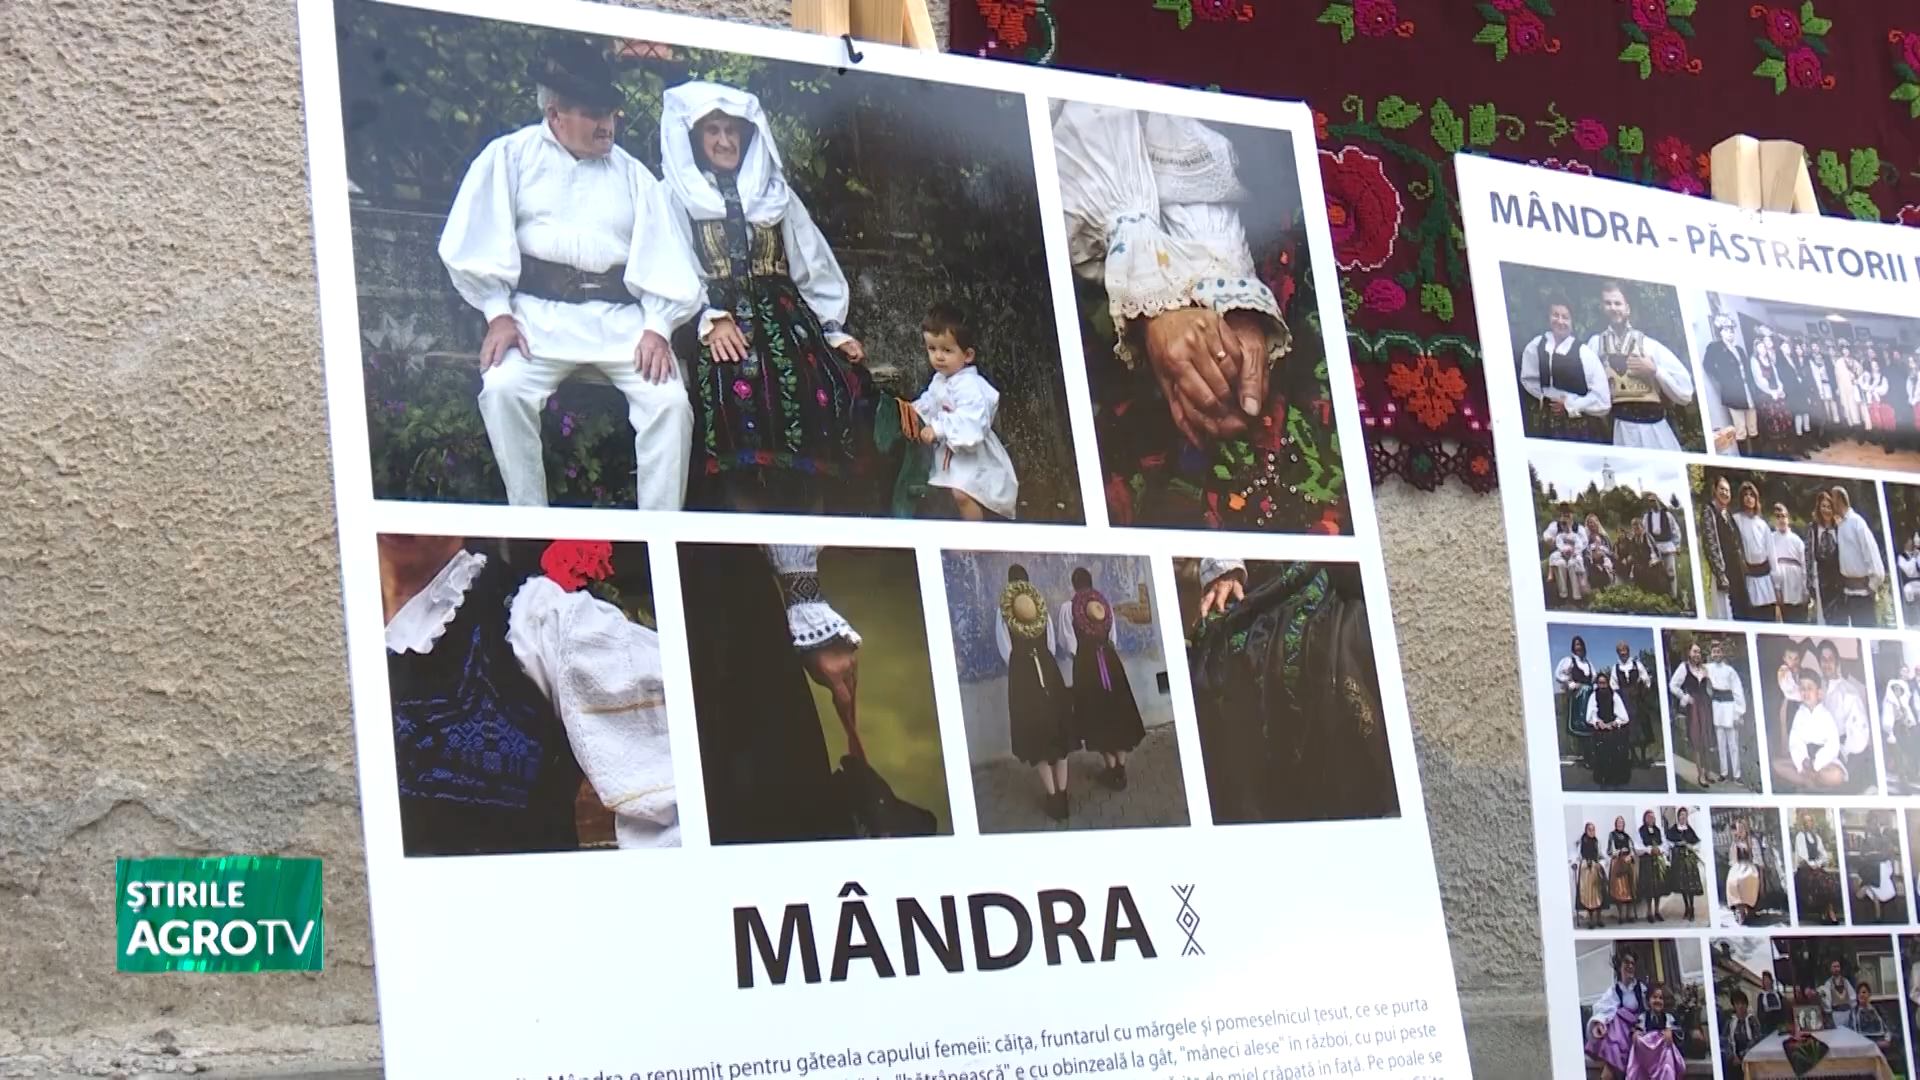 MÂNDRA - PĂSTRĂTORII
MÂNDRA
Mândra e renumit pentru găteala capului femeii: căița, fruntarul cu mărgele și pomeselnicul țesut, ce se purta
"bătrânească" e cu obinzeală la gât, "mâneci alese" în război, cu pui peste
de miel crăpată în față. Pe poale se
ȘTIRILE
AGROTV